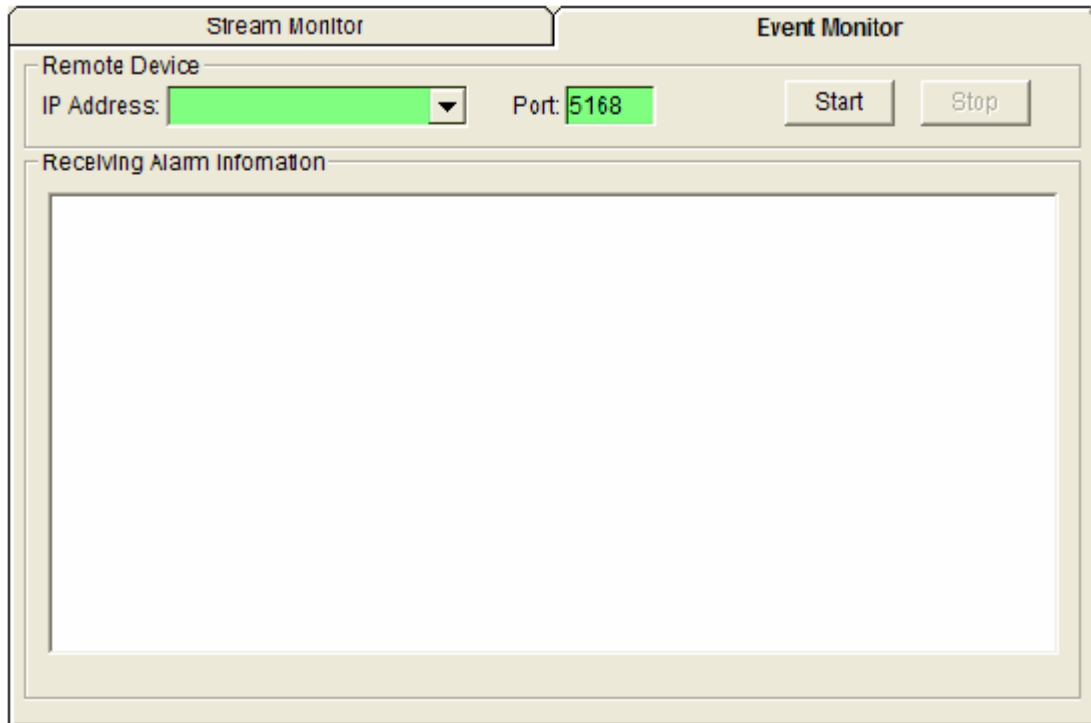 Stream Monitor Event Monitor
Remote Device
IP Address: Port: 5168 Start Stop
Receiving Alarm Infomation